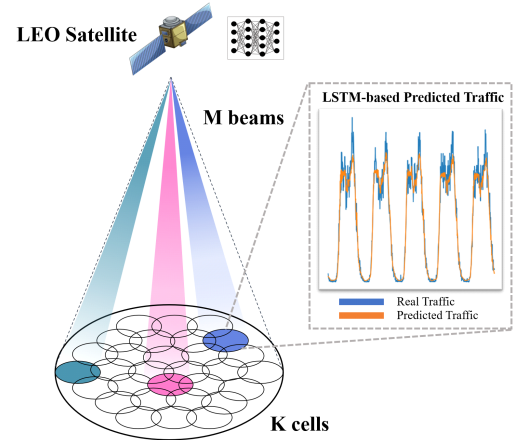 LEO Satellite
M beams
LSTM-based Predicted Traffic
Real Traffic
Predicted Traffic
K cells